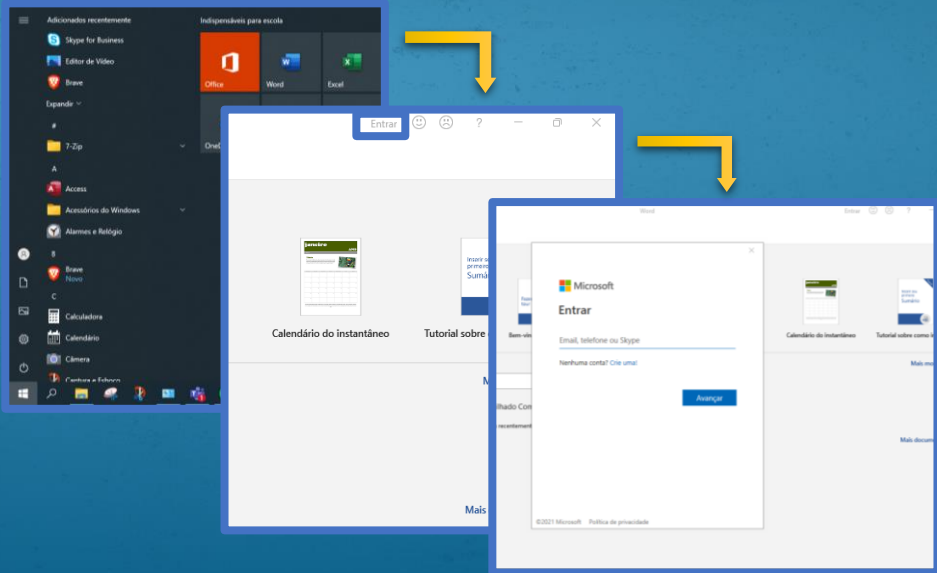 Adicionados recentemente
Skype for Business
Editor de Vídeo
Brave
Expandir
#
7-Zip
A
Access
Acessórios do Windows
Alarmes e Relógio
B
Brave
Novo
C
Calculadora
Calendário
Câmera
Captura e Esboço
Indispensáveis para escola
Office
Word
Excel
Entrar
?
janeiro
Calendário do instantâneo
Tutorial sobre
Mais
Word
Entrar
?
Microsoft
Entrar
Email, telefone ou Skype
Nenhuma conta? Crie uma!
Avançar
©2021 Microsoft Política de privacidade
Calendário do instantâneo
Tutorial sobre como
Mais